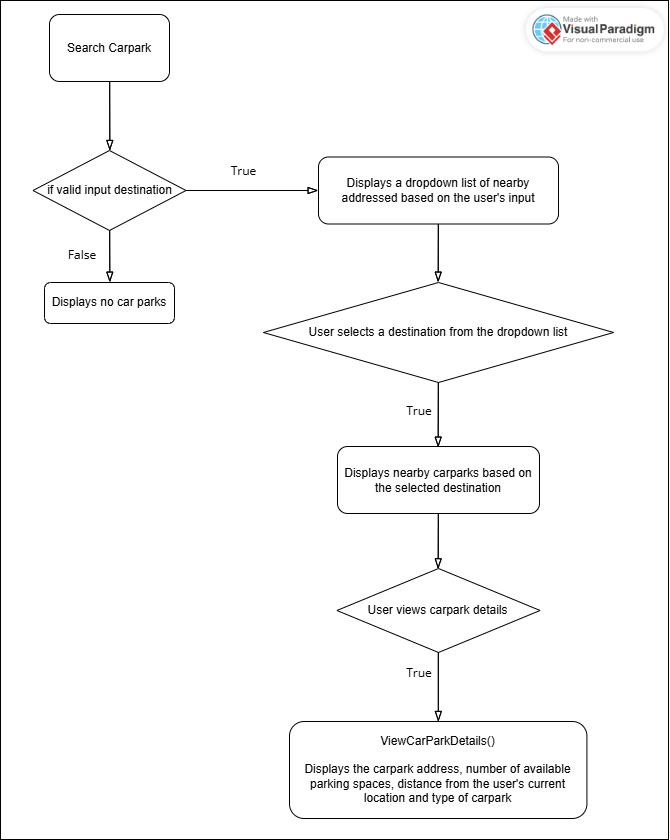 Made with
Visual Paradigm
For non-commercial use
Search Carpark
True
if valid input destination
Displays a dropdown list of nearby
addressed based on the user's input
False
Displays no car parks
User selects a destination from the dropdown list
True
Displays nearby carparks based on
the selected destination
User views carpark details
True
ViewCarParkDetails()
Displays the carpark address, number of available
parking spaces, distance from the user's current
location and type of carpark